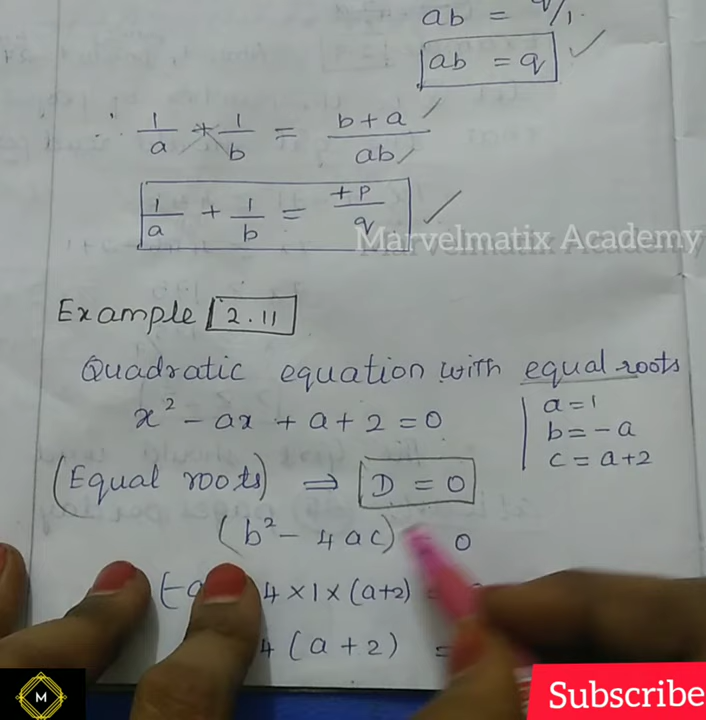 ab = q/1
ab = q ✓
∴ 1/a + 1/b = b+a/ab
1/a + 1/b = +p/q ✓
Marvelmatix Academy
Example 2.11
Quadratic equation with equal roots
x² - ax + a + 2 = 0
a = 1
b = -a
c = a+2
(Equal roots) ⇒ D = 0
(b² - 4ac) 0
(-a 4 × 1 × (a+2) =
4 (a + 2) =
M
Subscribe